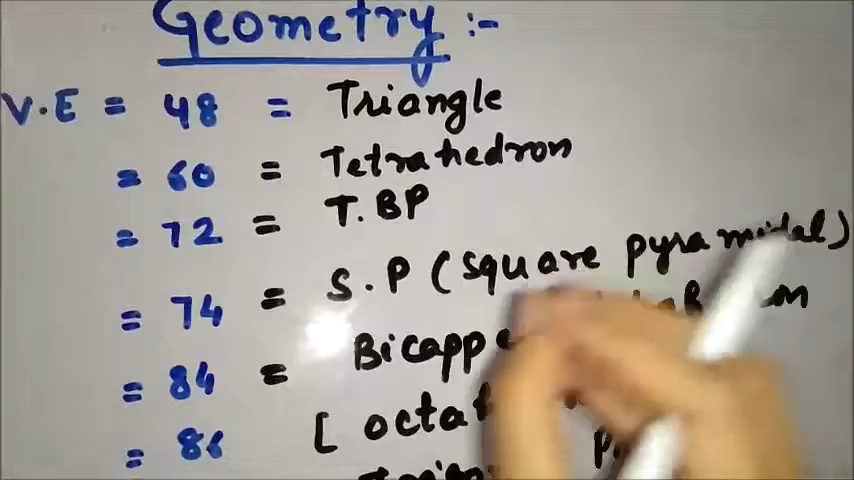 Geometry :-
V.E = 48 = Triangle
= 60 = Tetrahedron
= 72 = T.BP
= 74 = S.P (square pyramidal)
= 84 = Bicapp
= 86 [octa